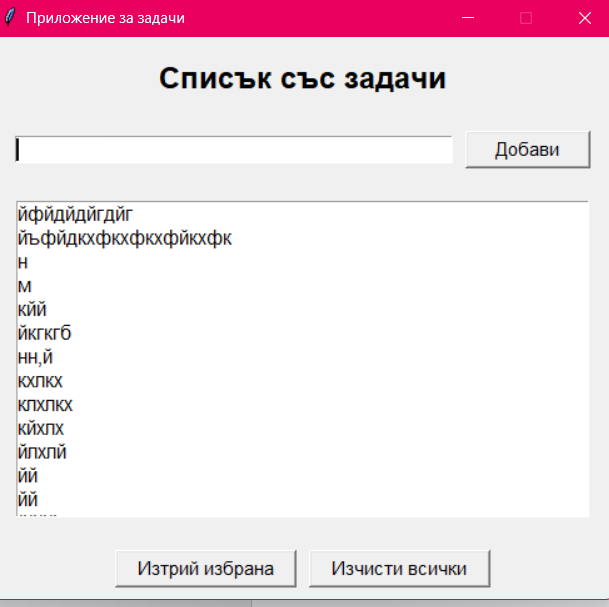 Приложение за задачи
Списък със задачи
Добави
йфйдйдйгдйг
йъфйдкхфкхфкхфйкхфк
н
м
кйй
йкгкгб
нн,й
кхлкх
клхлкх
кйхлх
йлхлй
йй
йй
Изтрий избрана
Изчисти всички